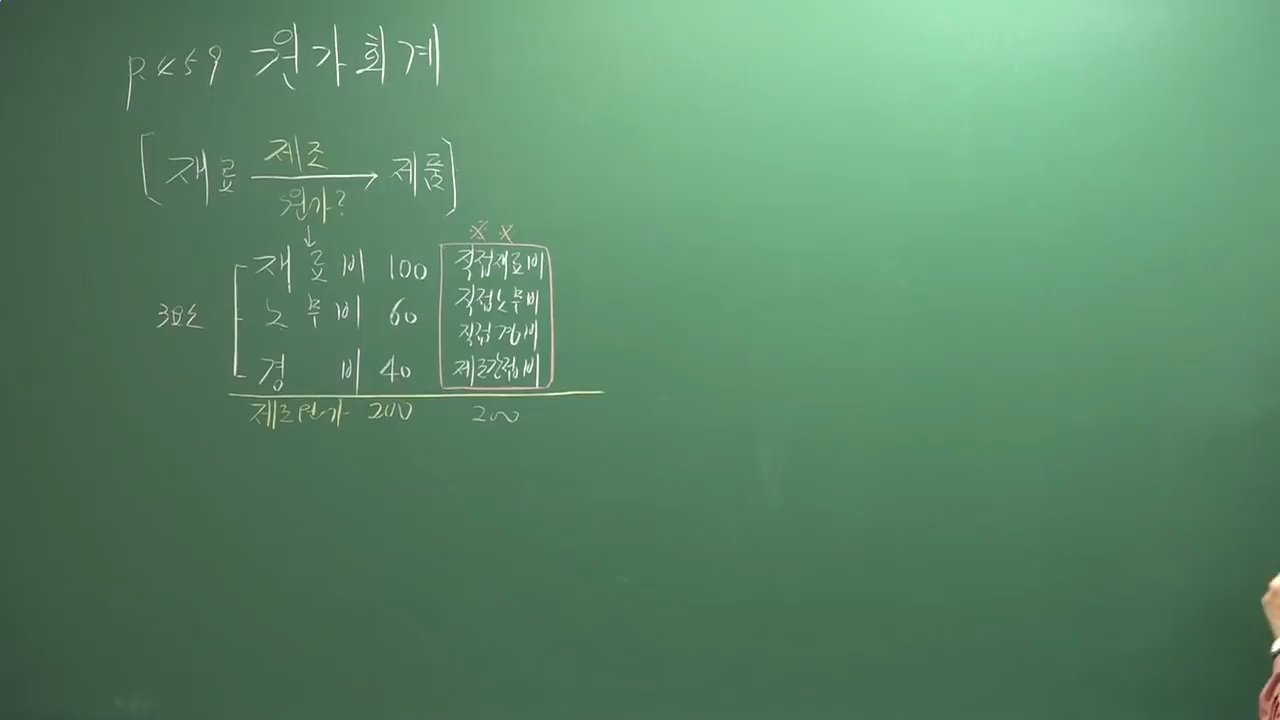 P.459 원가회계
[재료 제조 → 제품]
원가?
↓
※ ※
재료비 100 직접재료비
노무비 60 직접노무비
3요소 직접경비
경 비 40 제조간접비
제조원가 200 200